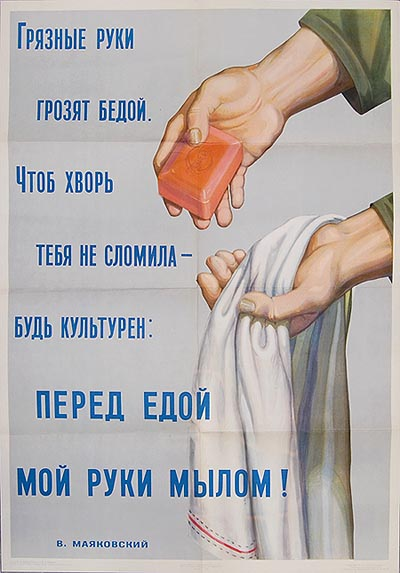 Грязные руки
грозят бедой.
Чтоб хворь
тебя не сломила –
будь культурен:
перед едой
мой руки мылом!
В. Маяковский